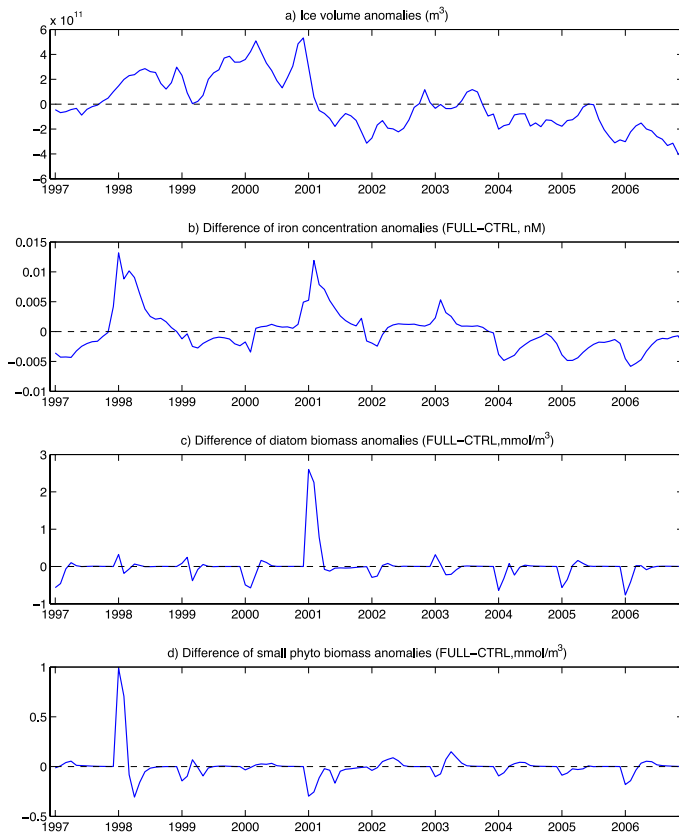 a) Ice volume anomalies (m³)
6 x 10¹¹
4
2
0
−2
−4
6
1997 1998 1999 2000 2001 2002 2003 2004 2005 2006
b) Difference of iron concentration anomalies (FULL−CTRL, nM)
0.015
0.01
0.005
0
−0.005
−0.01
1997 1998 1999 2000 2001 2002 2003 2004 2005 2006
c) Difference of diatom biomass anomalies (FULL−CTRL,mmol/m³)
3
2
1
0
−1
1997 1998 1999 2000 2001 2002 2003 2004 2005 2006
d) Difference of small phyto biomass anomalies (FULL−CTRL,mmol/m³)
1
0.5
0
−0.5
1997 1998 1999 2000 2001 2002 2003 2004 2005 2006